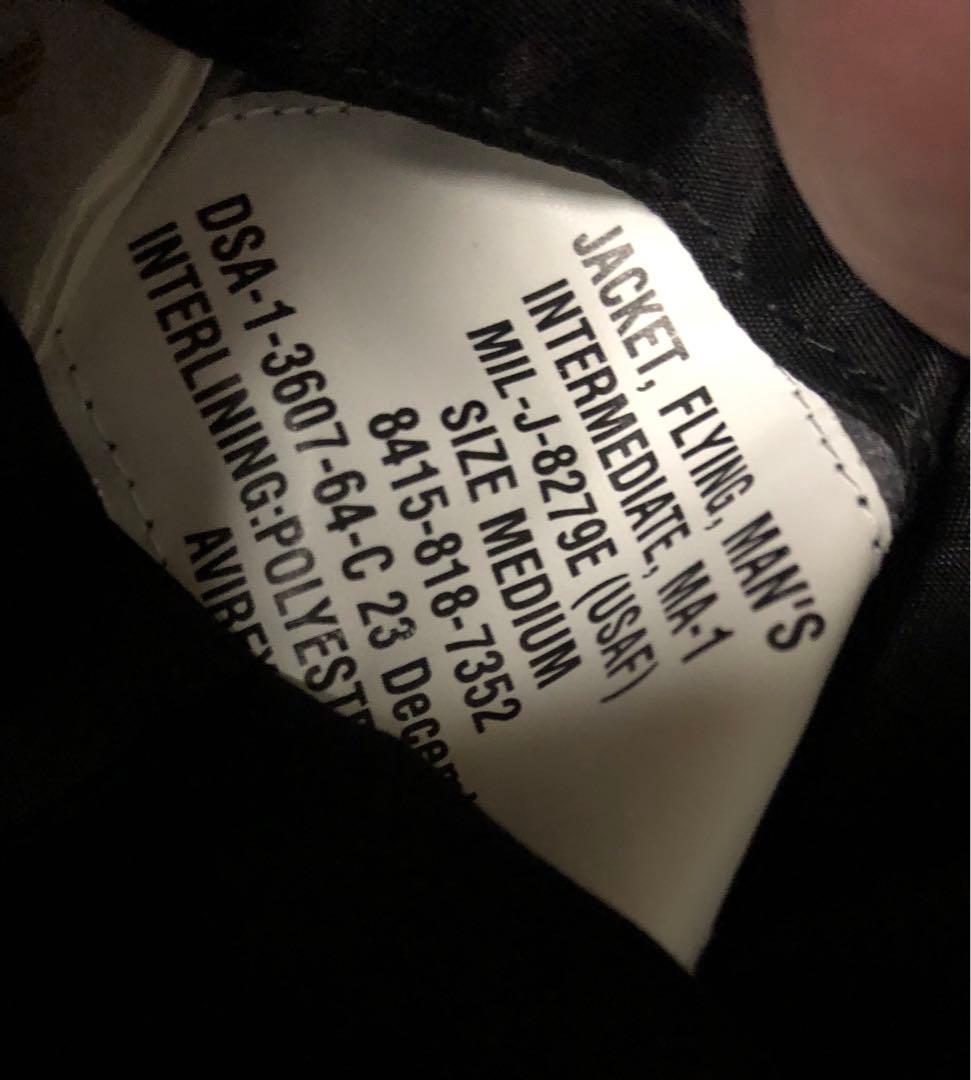 JACKET, FLYING, MAN'S
INTERMEDIATE, MA-1
MIL-J-8279E (USAF)
SIZE MEDIUM
8415-818-7352
DSA-1-3607-64-C 23
INTERLINING: